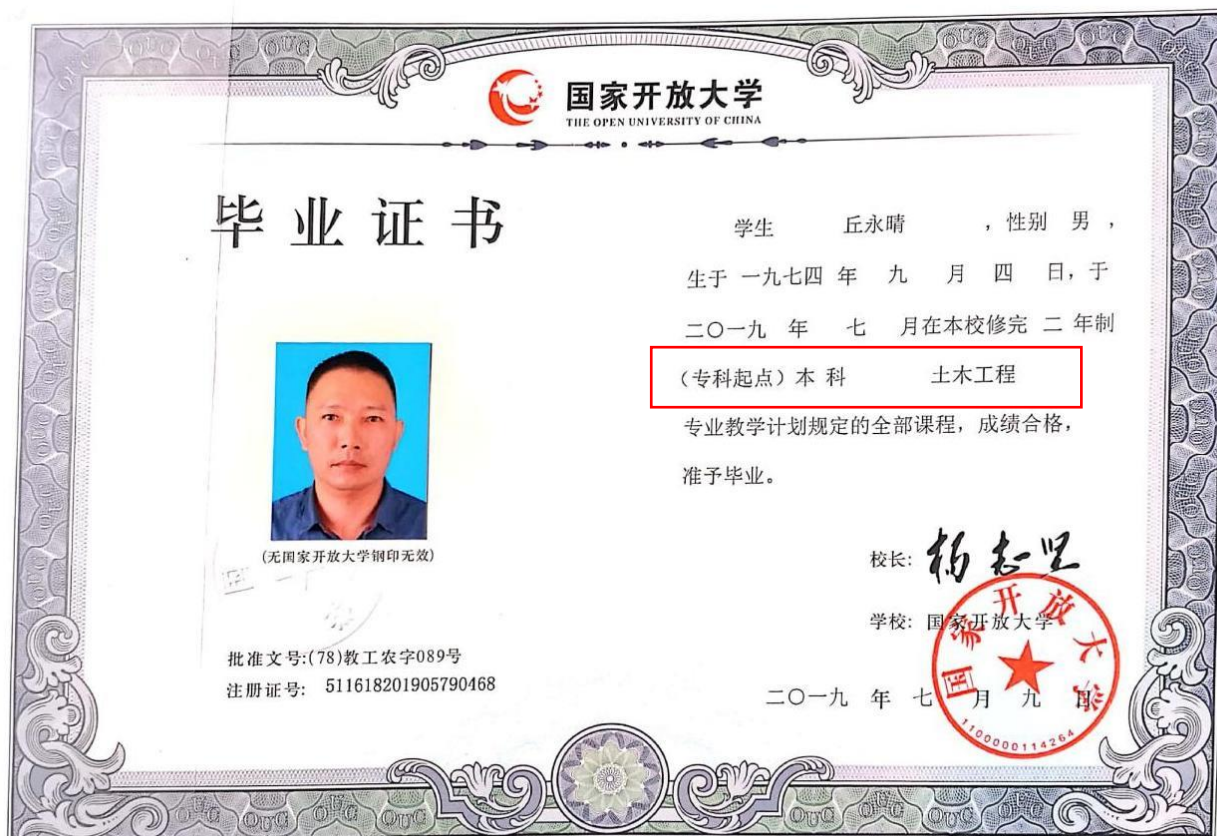 国家开放大学
THE OPEN UNIVERSITY OF CHINA
毕业证书
学生 丘永晴 ，性别 男，
生于 一九七四 年 九 月 四 日，于
二〇一九 年 七 月在本校修完 二 年制
（专科起点）本 科 土木工程
专业教学计划规定的全部课程，成绩合格，
准予毕业。
(无国家开放大学钢印无效)
校长: 杨志坚
学校: 国家开放大学
国家开放大学
1100000114264
批准文号:(78)教工农字089号
注册证号: 511618201905790468
二〇一九 年 七 月 九 日